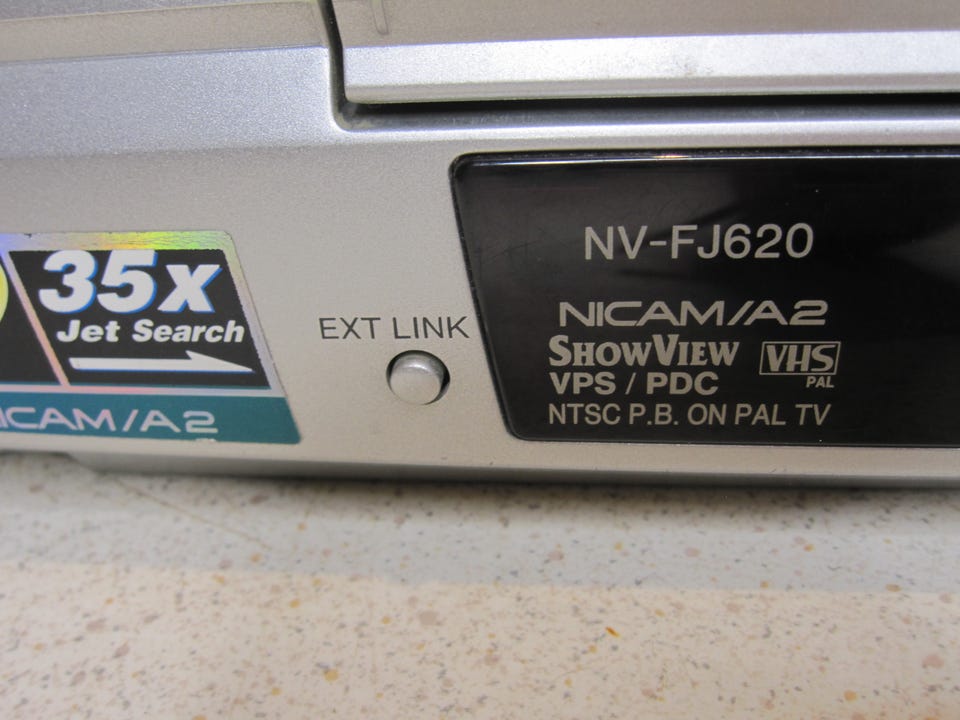 35x
Jet Search
NICAM/A2
EXT LINK
NV-FJ620
NICAM/A2
SHOWVIEW
VHS
PAL
VPS / PDC
NTSC P.B. ON PAL TV